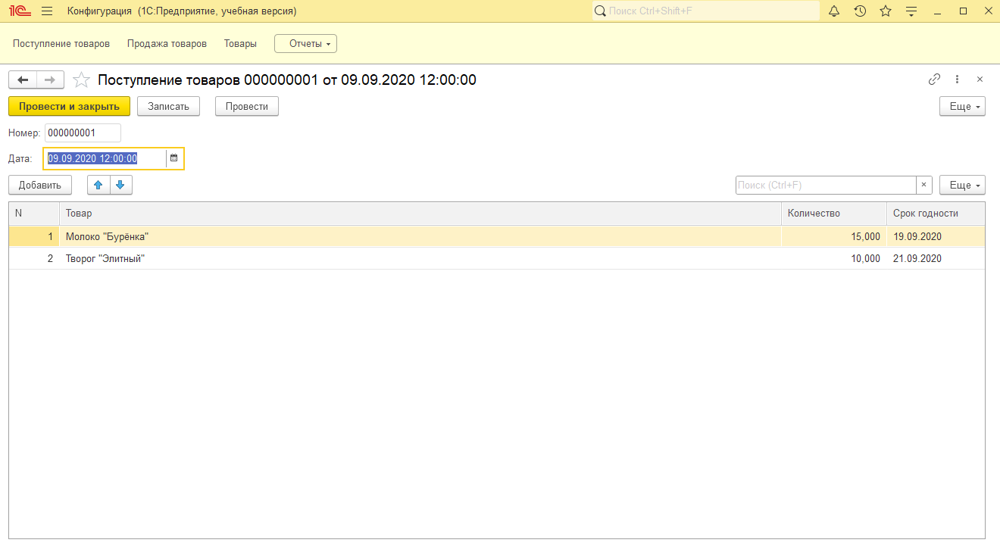 1С Конфигурация (1С:Предприятие, учебная версия) Поиск Ctrl+Shift+F
Поступление товаров Продажа товаров Товары Отчеты
Поступление товаров 000000001 от 09.09.2020 12:00:00
Провести и закрыть Записать Провести Еще
Номер: 000000001
Дата: 09.09.2020 12:00:00
Добавить Поиск (Ctrl+F) × Еще
N Товар Количество Срок годности
1 Молоко "Бурёнка" 15,000 19.09.2020
2 Творог "Элитный" 10,000 21.09.2020